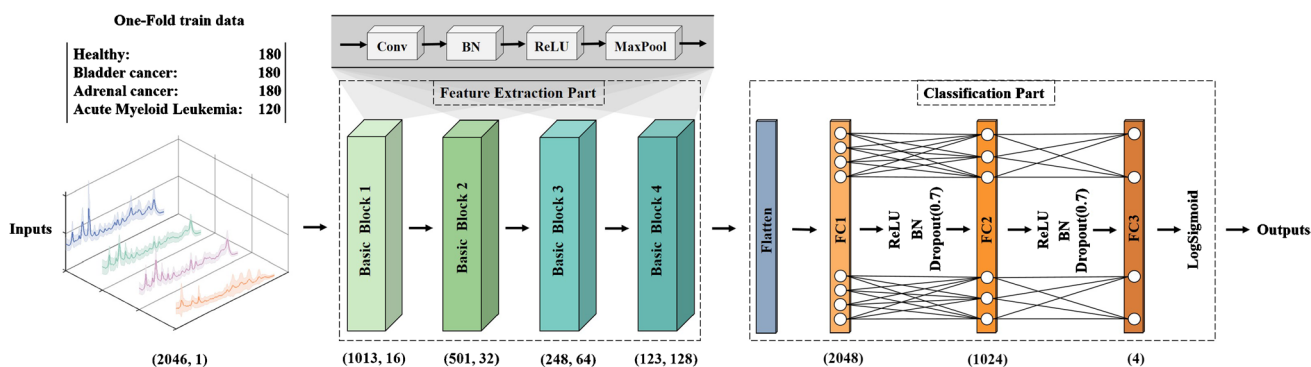 One-Fold train data
Healthy: 180
Bladder cancer: 180
Adrenal cancer: 180
Acute Myeloid Leukemia: 120
Inputs
(2046, 1)
Conv
BN
ReLU
MaxPool
Feature Extraction Part
Basic Block 1
Basic Block 2
Basic Block 3
Basic Block 4
(1013, 16)
(501, 32)
(248, 64)
(123, 128)
Classification Part
Flatten
FC1
ReLU
BN
Dropout(0.7)
FC2
ReLU
BN
Dropout(0.7)
FC3
LogSigmoid
Outputs
(2048)
(1024)
(4)